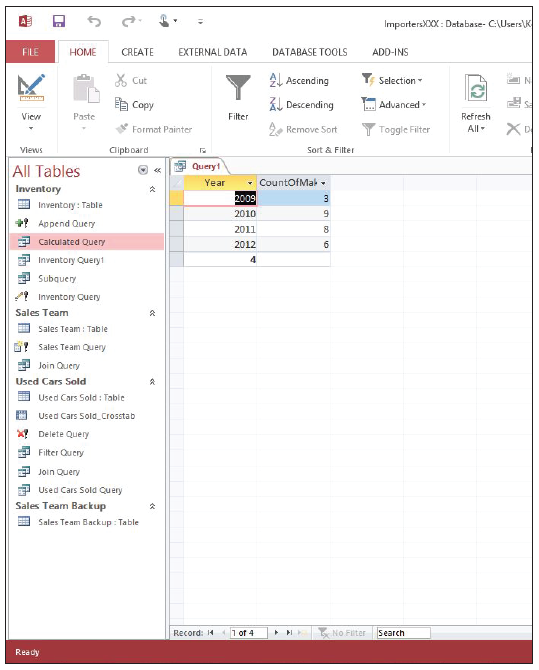 ImportersXXX : Database- C:\Users\K
FILE HOME CREATE EXTERNAL DATA DATABASE TOOLS ADD-INS
View
Paste
Cut
Copy
Format Painter
Filter
Ascending
Descending
Remove Sort
Selection
Advanced
Toggle Filter
Refresh
All
N
Sa
De
Views Clipboard Sort & Filter
All Tables
Inventory
Inventory : Table
Append Query
Calculated Query
Inventory Query1
Subquery
Inventory Query
Sales Team
Sales Team : Table
Sales Team Query
Join Query
Used Cars Sold
Used Cars Sold : Table
Used Cars Sold_Crosstab
Delete Query
Filter Query
Join Query
Used Cars Sold Query
Sales Team Backup
Sales Team Backup : Table
Query1
Year CountOfMak
2009 3
2010 9
2011 8
2012 6
4
Record: 1 of 4 No Filter Search
Ready